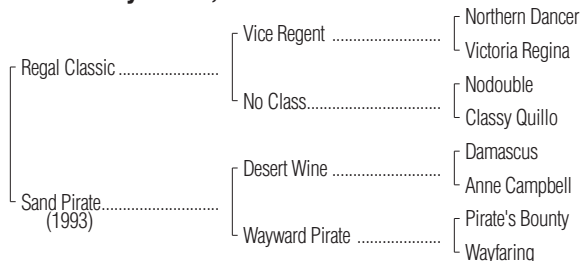 Northern Dancer
Vice Regent ........................
Victoria Regina
Regal Classic ......................
Nodouble
No Class...........................
Classy Quillo
Damascus
Desert Wine ........................
Anne Campbell
Sand Pirate..........................
(1993)
Pirate's Bounty
Wayward Pirate ..................
Wayfaring